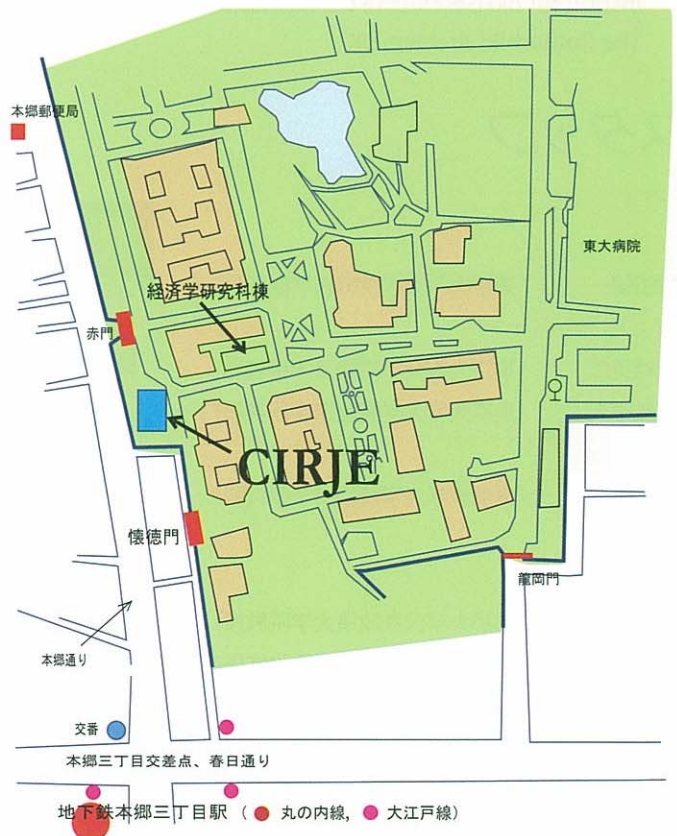 本郷郵便局
東大病院
経済学研究科棟
赤門
CIRJE
懐徳門
龍岡門
本郷通り
交番
本郷三丁目交差点、春日通り
地下鉄本郷三丁目駅 ( ● 丸の内線, ● 大江戸線)